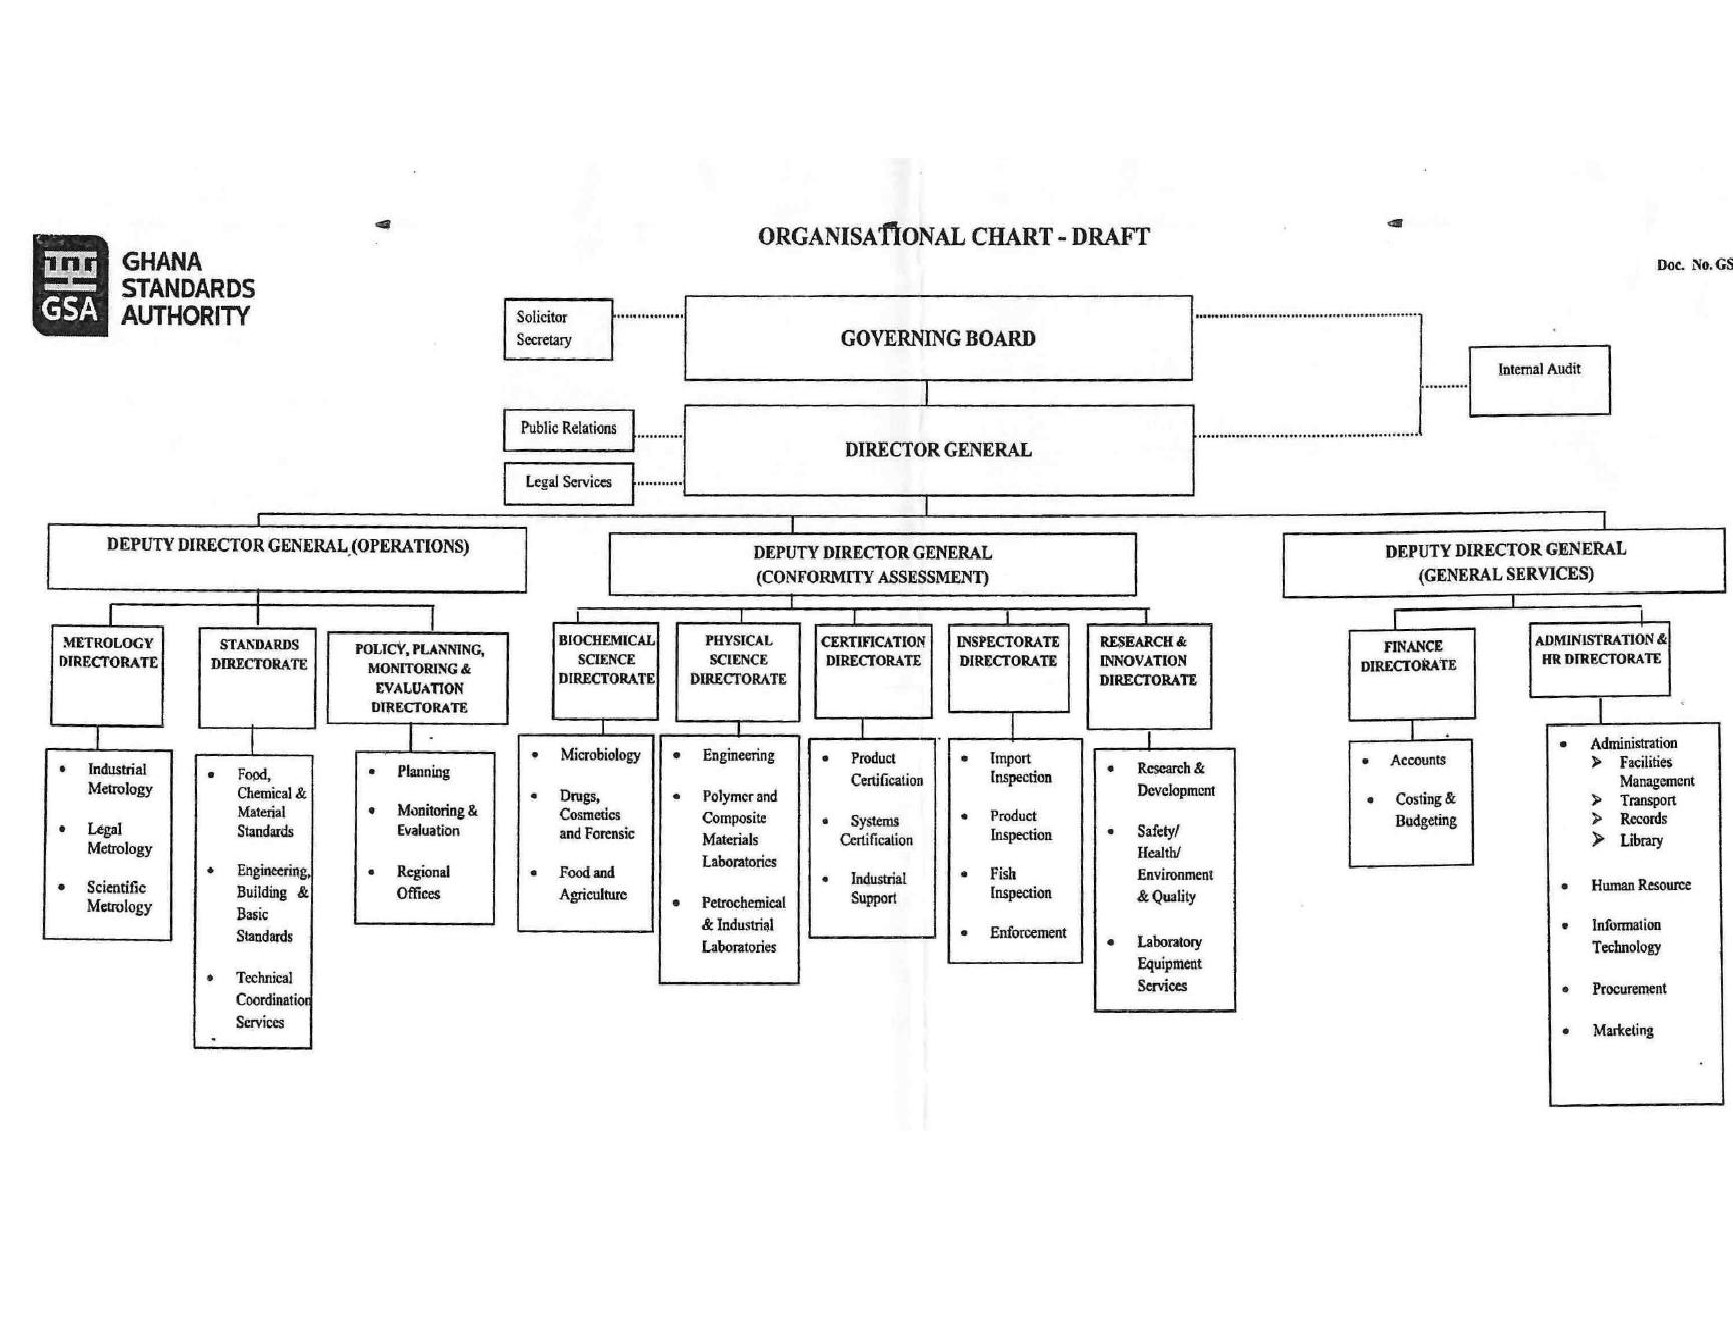 ORGANISATIONAL CHART - DRAFT
GSA
GHANA
STANDARDS
AUTHORITY
Doc. No. GS
Solicitor
Secretary
GOVERNING BOARD
Internal Audit
Public Relations
DIRECTOR GENERAL
Legal Services
DEPUTY DIRECTOR GENERAL (OPERATIONS)
DEPUTY DIRECTOR GENERAL
(CONFORMITY ASSESSMENT)
DEPUTY DIRECTOR GENERAL
(GENERAL SERVICES)
METROLOGY
DIRECTORATE
STANDARDS
DIRECTORATE
POLICY, PLANNING,
MONITORING &
EVALUATION
DIRECTORATE
BIOCHEMICAL
SCIENCE
DIRECTORATE
PHYSICAL
SCIENCE
DIRECTORATE
CERTIFICATION
DIRECTORATE
INSPECTORATE
DIRECTORATE
RESEARCH &
INNOVATION
DIRECTORATE
FINANCE
DIRECTORATE
ADMINISTRATION &
HR DIRECTORATE
• Industrial
Metrology
• Legal
Metrology
• Scientific
Metrology
• Food,
Chemical &
Material
Standards
• Engineering,
Building &
Basic
Standards
• Technical
Coordination
Services
• Planning
• Monitoring &
Evaluation
• Regional
Offices
• Microbiology
• Drugs,
Cosmetics
and Forensic
• Food and
Agriculture
• Engineering
• Polymer and
Composite
Materials
Laboratories
• Petrochemical
& Industrial
Laboratories
• Product
Certification
• Systems
Certification
• Industrial
Support
• Import
Inspection
• Product
Inspection
• Fish
Inspection
• Enforcement
• Research &
Development
• Safety/
Health/
Environment
& Quality
• Laboratory
Equipment
Services
• Accounts
• Costing &
Budgeting
• Administration
➢ Facilities
Management
➢ Transport
➢ Records
➢ Library
• Human Resource
• Information
Technology
• Procurement
• Marketing